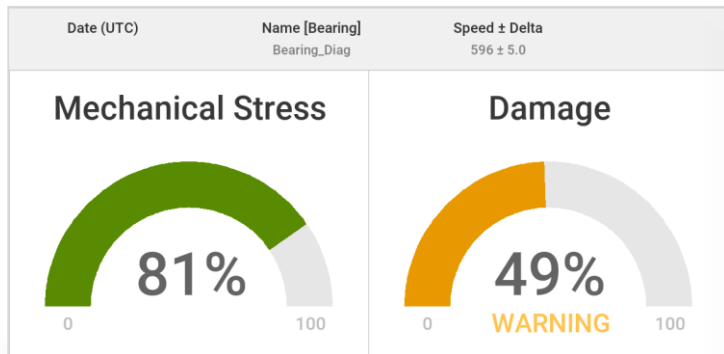 Date (UTC) Name [Bearing] Speed ± Delta
Bearing_Diag 596 ± 5.0
Mechanical Stress Damage
81% 49%
0 100 0 WARNING 100